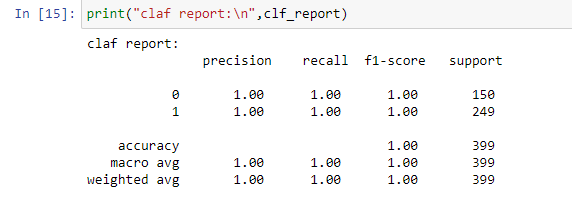 In [15]: print("claf report:\n",clf_report)
claf report:
precision recall f1-score support
0 1.00 1.00 1.00 150
1 1.00 1.00 1.00 249
accuracy 1.00 399
macro avg 1.00 1.00 1.00 399
weighted avg 1.00 1.00 1.00 399